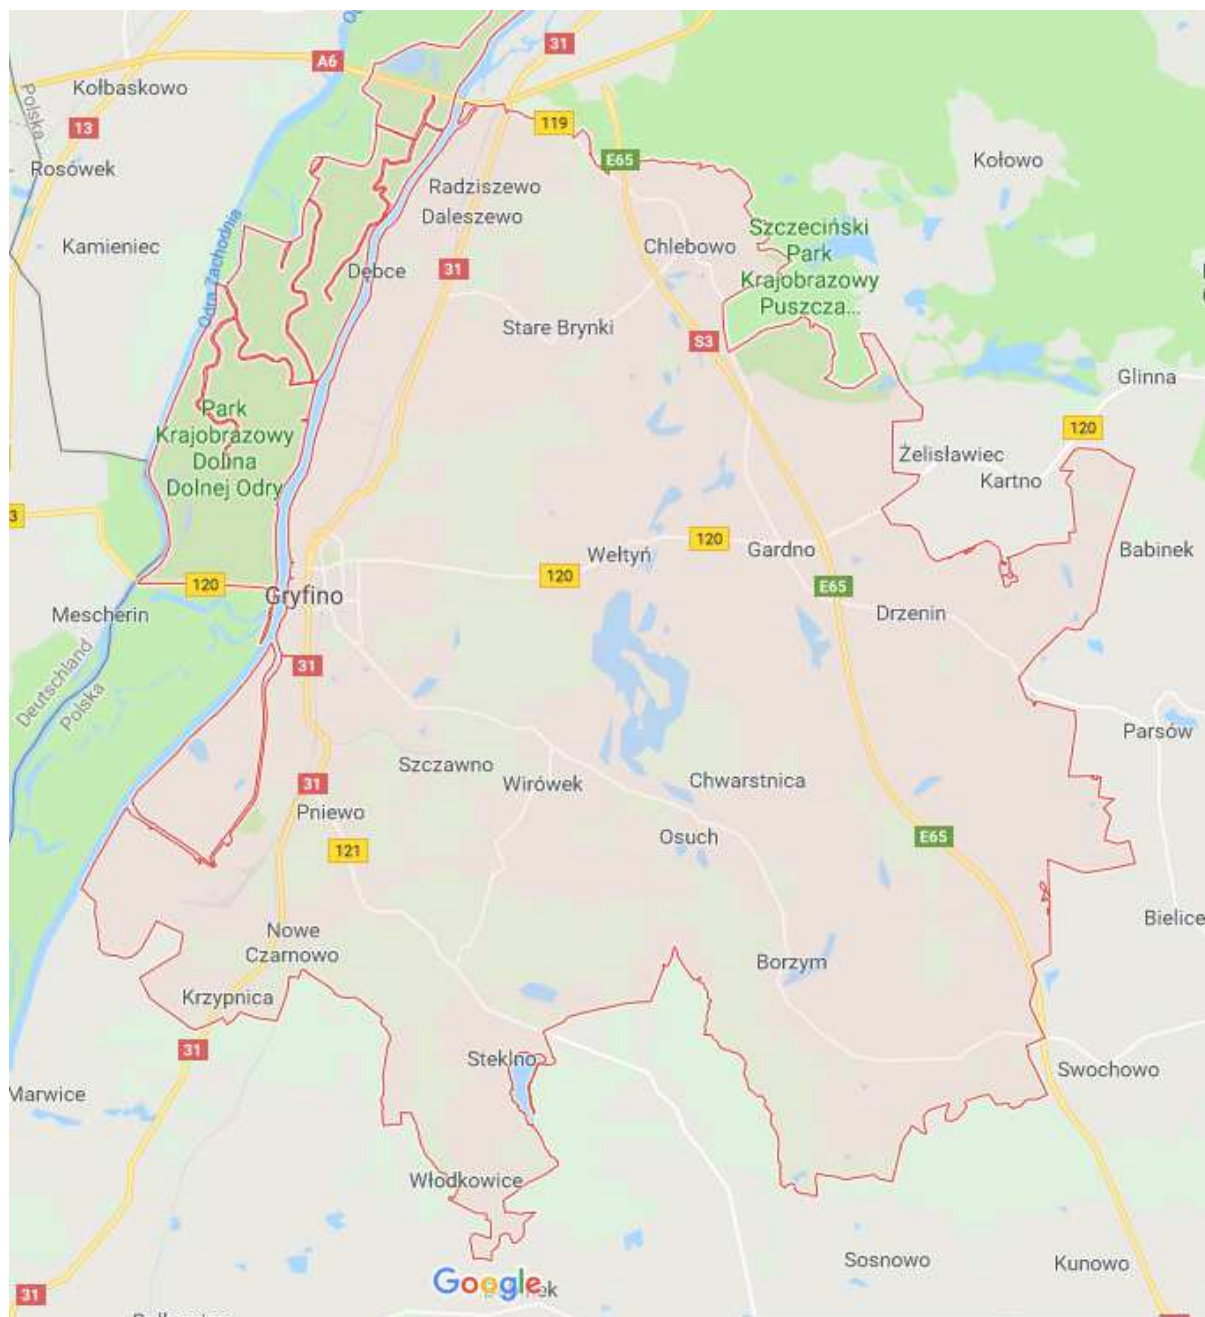 31
A6
Kołbaskowo
Polska
119
13
E65
Kołowo
Rosówek
Radziszewo
Daleszewo
Odra Zachodnia
Szczeciński
Park
Krajobrazowy
Puszcza...
Kamieniec
Chlebowo
Dębce
31
Stare Brynki
S3
Glinna
Park
Krajobrazowy
Dolina
Dolnej Odry
120
Żelisławiec
Kartno
3
120
Wełtyń
Gardno
Babinek
120
120
E65
Gryfino
Mescherin
Drzenin
Deutschland
Polska
31
Parsów
Szczawno
Wirówek
Chwarstnica
31
Pniewo
Osuch
E65
121
Bielice
Nowe
Czarnowo
Borzym
Krzypnica
31
Steklno
Swochowo
Marwice
Włodkowice
Sosnowo
Kunowo
Google
31